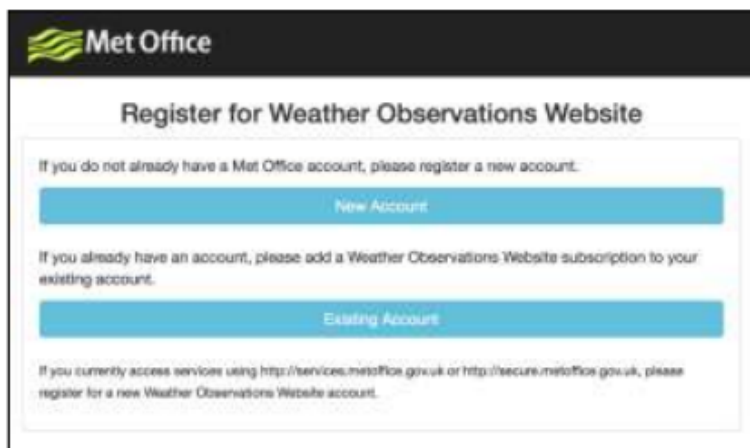 Met Office
Register for Weather Observations Website
If you do not already have a Met Office account, please register a new account.
New Account
If you already have an account, please add a Weather Observations Website subscription to your
existing account.
Existing Account
If you currently access services using http://services.metoffice.gov.uk or http://secure.metoffice.gov.uk, please
register for a new Weather Observations Website account.